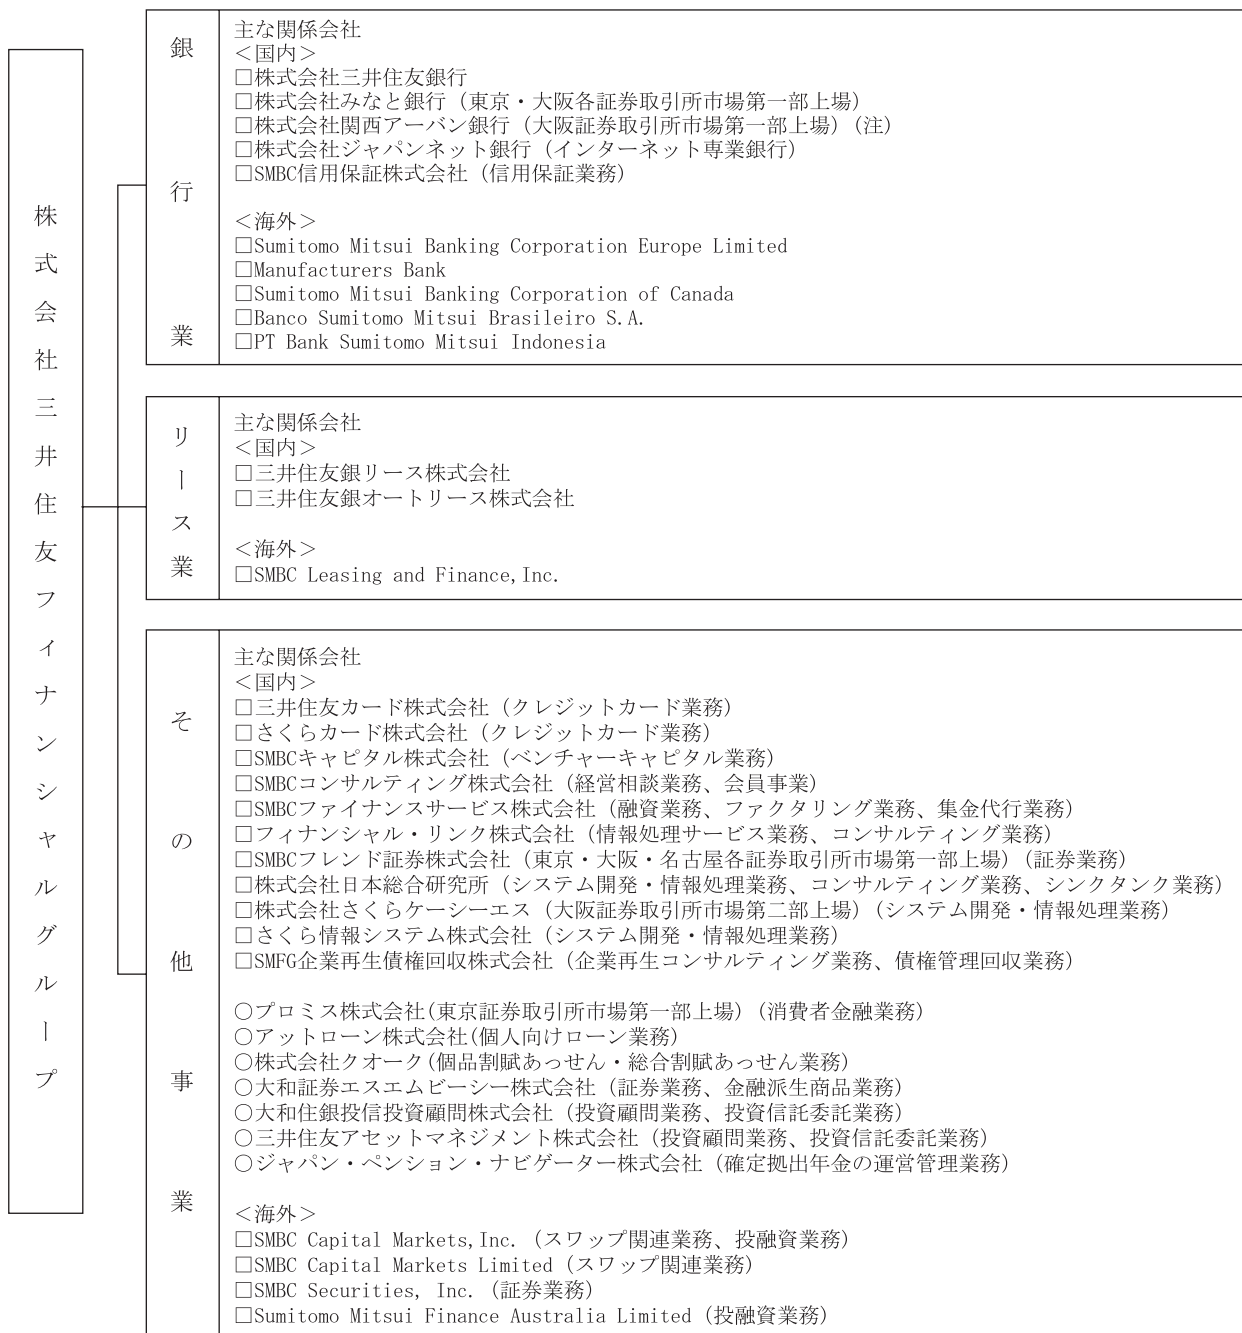 株式会社三井住友フィナンシャルグループ
銀行業
主な関係会社
＜国内＞
□株式会社三井住友銀行
□株式会社みなと銀行（東京・大阪各証券取引所市場第一部上場）
□株式会社関西アーバン銀行（大阪証券取引所市場第一部上場）（注）
□株式会社ジャパンネット銀行（インターネット専業銀行）
□SMBC信用保証株式会社（信用保証業務）
＜海外＞
□Sumitomo Mitsui Banking Corporation Europe Limited
□Manufacturers Bank
□Sumitomo Mitsui Banking Corporation of Canada
□Banco Sumitomo Mitsui Brasileiro S.A.
□PT Bank Sumitomo Mitsui Indonesia
リース業
主な関係会社
＜国内＞
□三井住友銀リース株式会社
□三井住友銀オートリース株式会社
＜海外＞
□SMBC Leasing and Finance,Inc.
その他事業
主な関係会社
＜国内＞
□三井住友カード株式会社（クレジットカード業務）
□さくらカード株式会社（クレジットカード業務）
□SMBCキャピタル株式会社（ベンチャーキャピタル業務）
□SMBCコンサルティング株式会社（経営相談業務、会員事業）
□SMBCファイナンスサービス株式会社（融資業務、ファクタリング業務、集金代行業務）
□フィナンシャル・リンク株式会社（情報処理サービス業務、コンサルティング業務）
□SMBCフレンド証券株式会社（東京・大阪・名古屋各証券取引所市場第一部上場）（証券業務）
□株式会社日本総合研究所（システム開発・情報処理業務、コンサルティング業務、シンクタンク業務）
□株式会社さくらケーシーエス（大阪証券取引所市場第二部上場）（システム開発・情報処理業務）
□さくら情報システム株式会社（システム開発・情報処理業務）
□SMFG企業再生債権回収株式会社（企業再生コンサルティング業務、債権管理回収業務）
○プロミス株式会社(東京証券取引所市場第一部上場）（消費者金融業務）
○アットローン株式会社(個人向けローン業務）
○株式会社クオーク(個品割賦あっせん・総合割賦あっせん業務）
○大和証券エスエムビーシー株式会社（証券業務、金融派生商品業務）
○大和住銀投信投資顧問株式会社（投資顧問業務、投資信託委託業務）
○三井住友アセットマネジメント株式会社（投資顧問業務、投資信託委託業務）
○ジャパン・ペンション・ナビゲーター株式会社（確定拠出年金の運営管理業務）
＜海外＞
□SMBC Capital Markets,Inc.（スワップ関連業務、投融資業務）
□SMBC Capital Markets Limited（スワップ関連業務）
□SMBC Securities, Inc.（証券業務）
□Sumitomo Mitsui Finance Australia Limited（投融資業務）